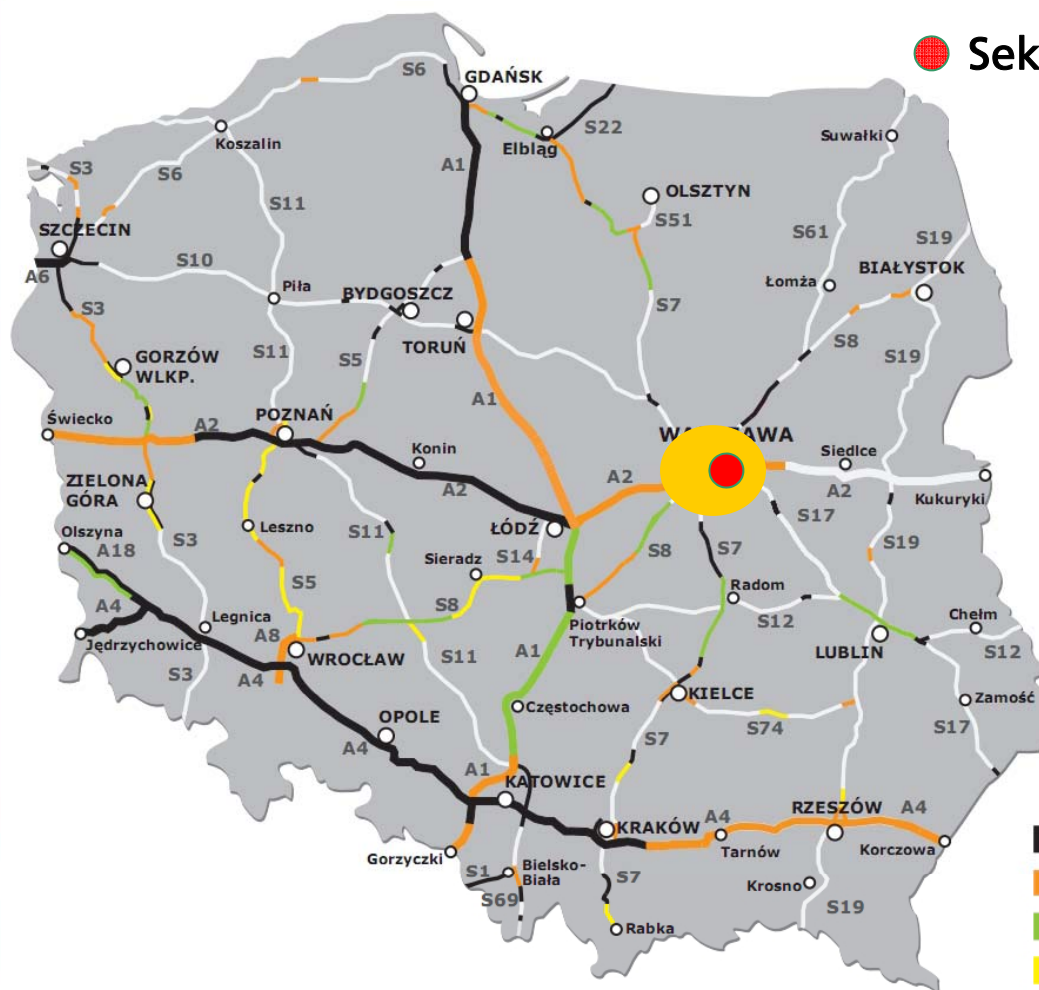 Sek
S6
GDAŃSK
S22
Elbląg
Koszalin
Suwałki
S3
S6
A1
S11
OLSZTYN
S51
SZCZECIN
S61
S19
S10
A6
BIAŁYSTOK
Łomża
Piła
BYDGOSZCZ
S3
S7
TORUŃ
S8
S19
GORZÓW
WLKP.
S11
S5
A1
Świecko
A2
POZNAŃ
Konin
Siedlce
A2
A2
A2
Kukuryki
ZIELONA
GÓRA
Leszno
S11
ŁÓDŹ
S17
S3
S14
S8
S7
S19
Olszyna
A18
Sieradz
S5
S8
Radom
A4
Legnica
S12
Chełm
Jędrzychowice
A8
WROCŁAW
Piotrków
Trybunalski
S12
LUBLIN
A1
S3
A4
S11
KIELCE
Zamość
Częstochowa
OPOLE
S7
S74
S17
A4
A1
KATOWICE
RZESZÓW
A4
KRAKÓW
A4
Tarnów
Korczowa
Gorzyczki
S1
Bielsko-
Biała
S7
Krosno
S69
S19
Rabka